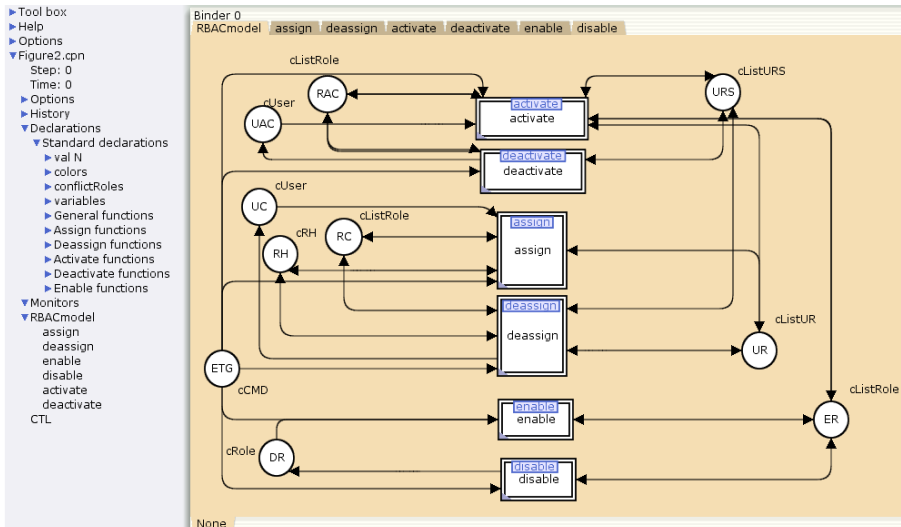 Tool box
Help
Options
Figure2.cpn
Step: 0
Time: 0
Options
History
Declarations
Standard declarations
val N
colors
conflictRoles
variables
General functions
Assign functions
Deassign functions
Activate functions
Deactivate functions
Enable functions
Monitors
RBACmodel
assign
deassign
enable
disable
activate
deactivate
CTL
Binder 0
RBACmodel assign deassign activate deactivate enable disable
cListRole
cListURS
RAC
URS
cUser
activate
activate
UAC
deactivate
deactivate
cUser
UC
cListRole
assign
cRH
RC
RH
assign
deassign
deassign
cListUR
UR
ETG
cCMD
cListRole
enable
enable
ER
cRole
DR
disable
disable
None